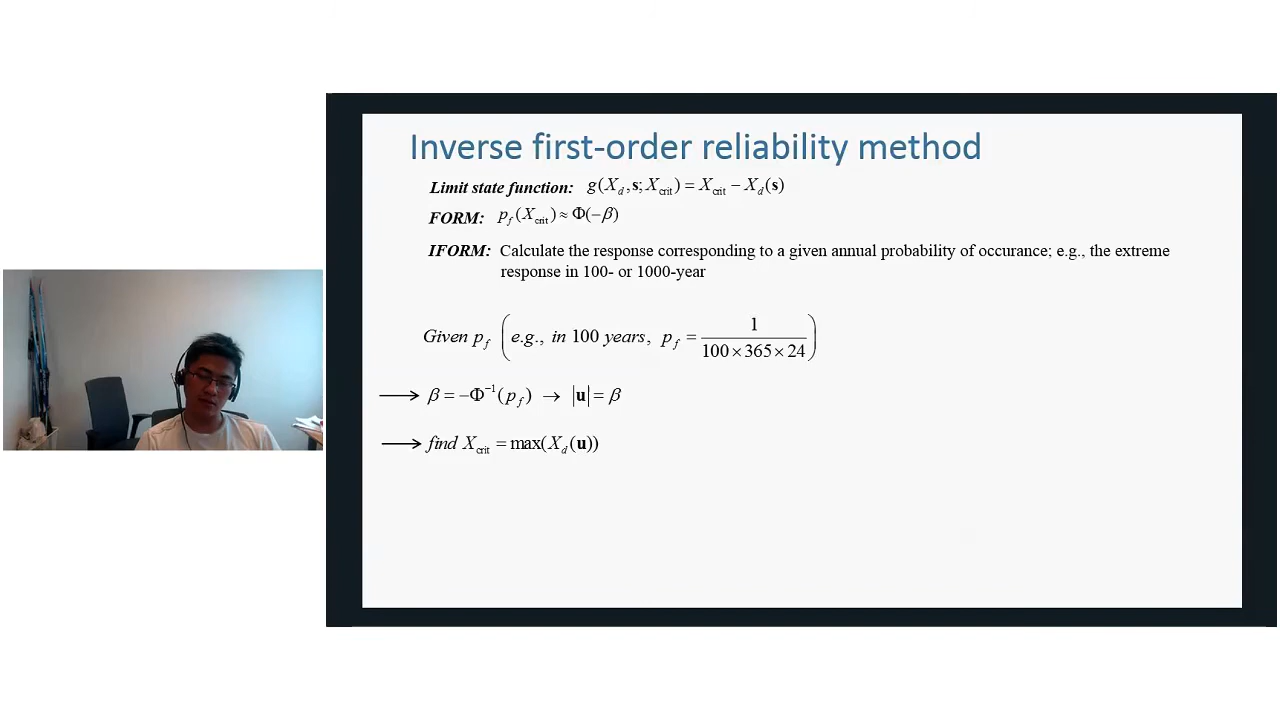 Inverse first-order reliability method
Limit state function: g(X_d,s;X_crit) = X_crit − X_d(s)
FORM: p_f(X_crit) ≈ Φ(−β)
IFORM: Calculate the response corresponding to a given annual probability of occurance; e.g., the extreme
response in 100- or 1000-year
Given p_f (e.g., in 100 years, p_f = 1 / (100×365×24))
→ β = −Φ⁻¹(p_f) → |u| = β
→ find X_crit = max(X_d(u))